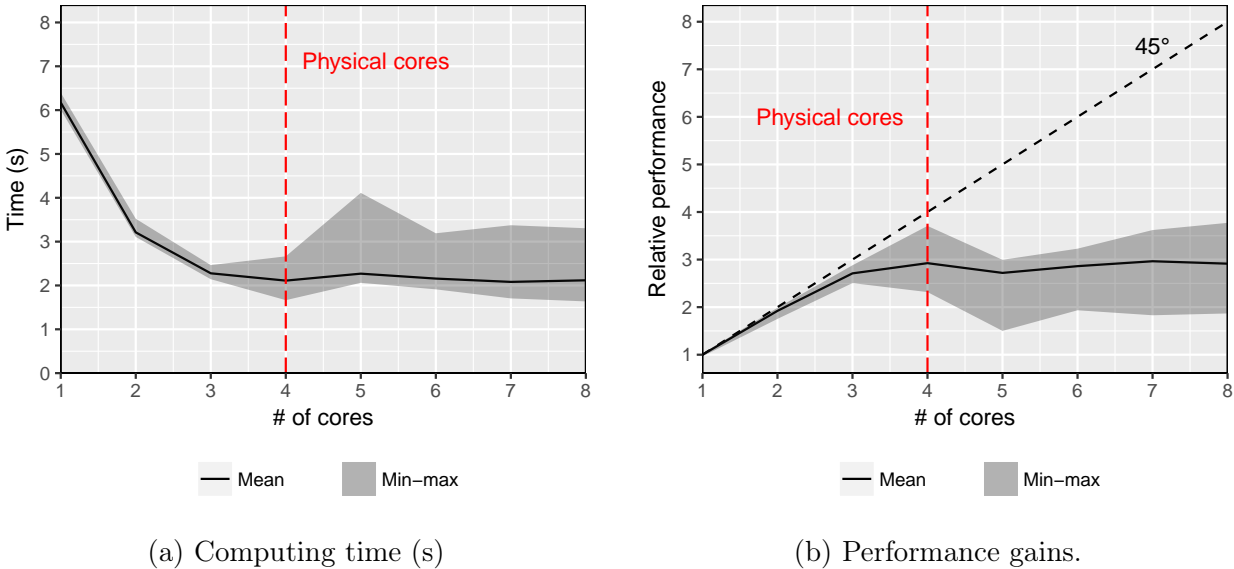 8
7
6
5
4
3
2
1
0
Time (s)
Physical cores
1 2 3 4 5 6 7 8
# of cores
Mean Min−max
(a) Computing time (s)
8
7
6
5
4
3
2
1
Relative performance
45°
Physical cores
1 2 3 4 5 6 7 8
# of cores
Mean Min−max
(b) Performance gains.